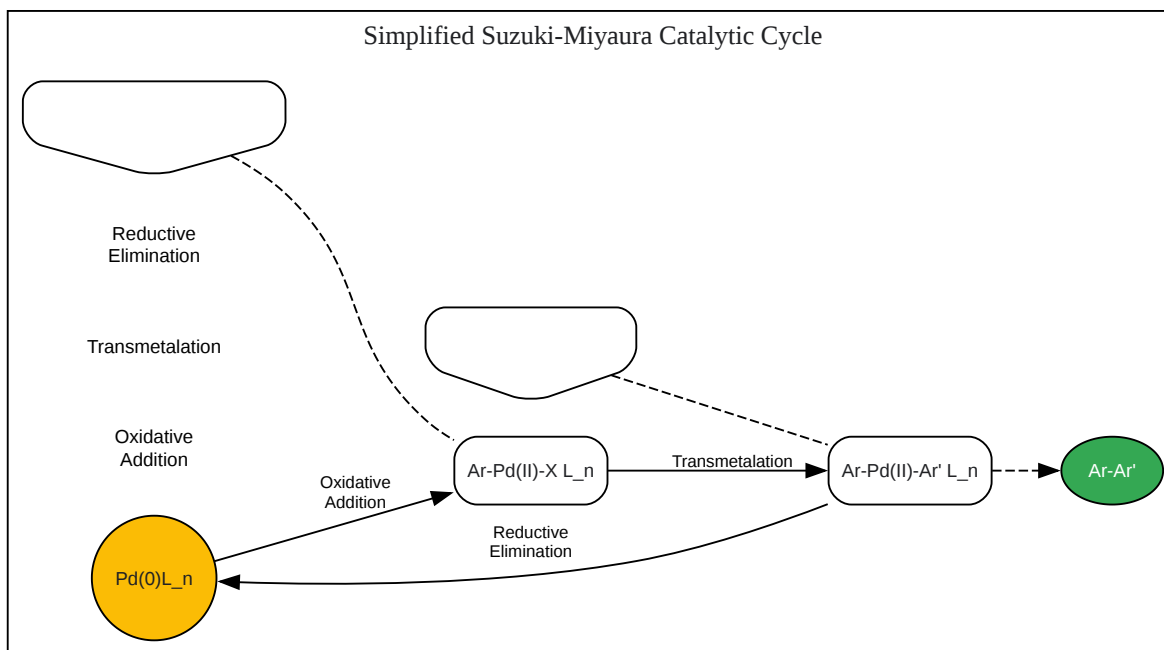 Simplified Suzuki-Miyaura Catalytic Cycle
Reductive
Elimination
Transmetalation
Oxidative
Addition
Oxidative
Addition
Ar-Pd(II)-X L_n
Transmetalation
Ar-Pd(II)-Ar' L_n
Ar-Ar'
Reductive
Elimination
Pd(0)L_n